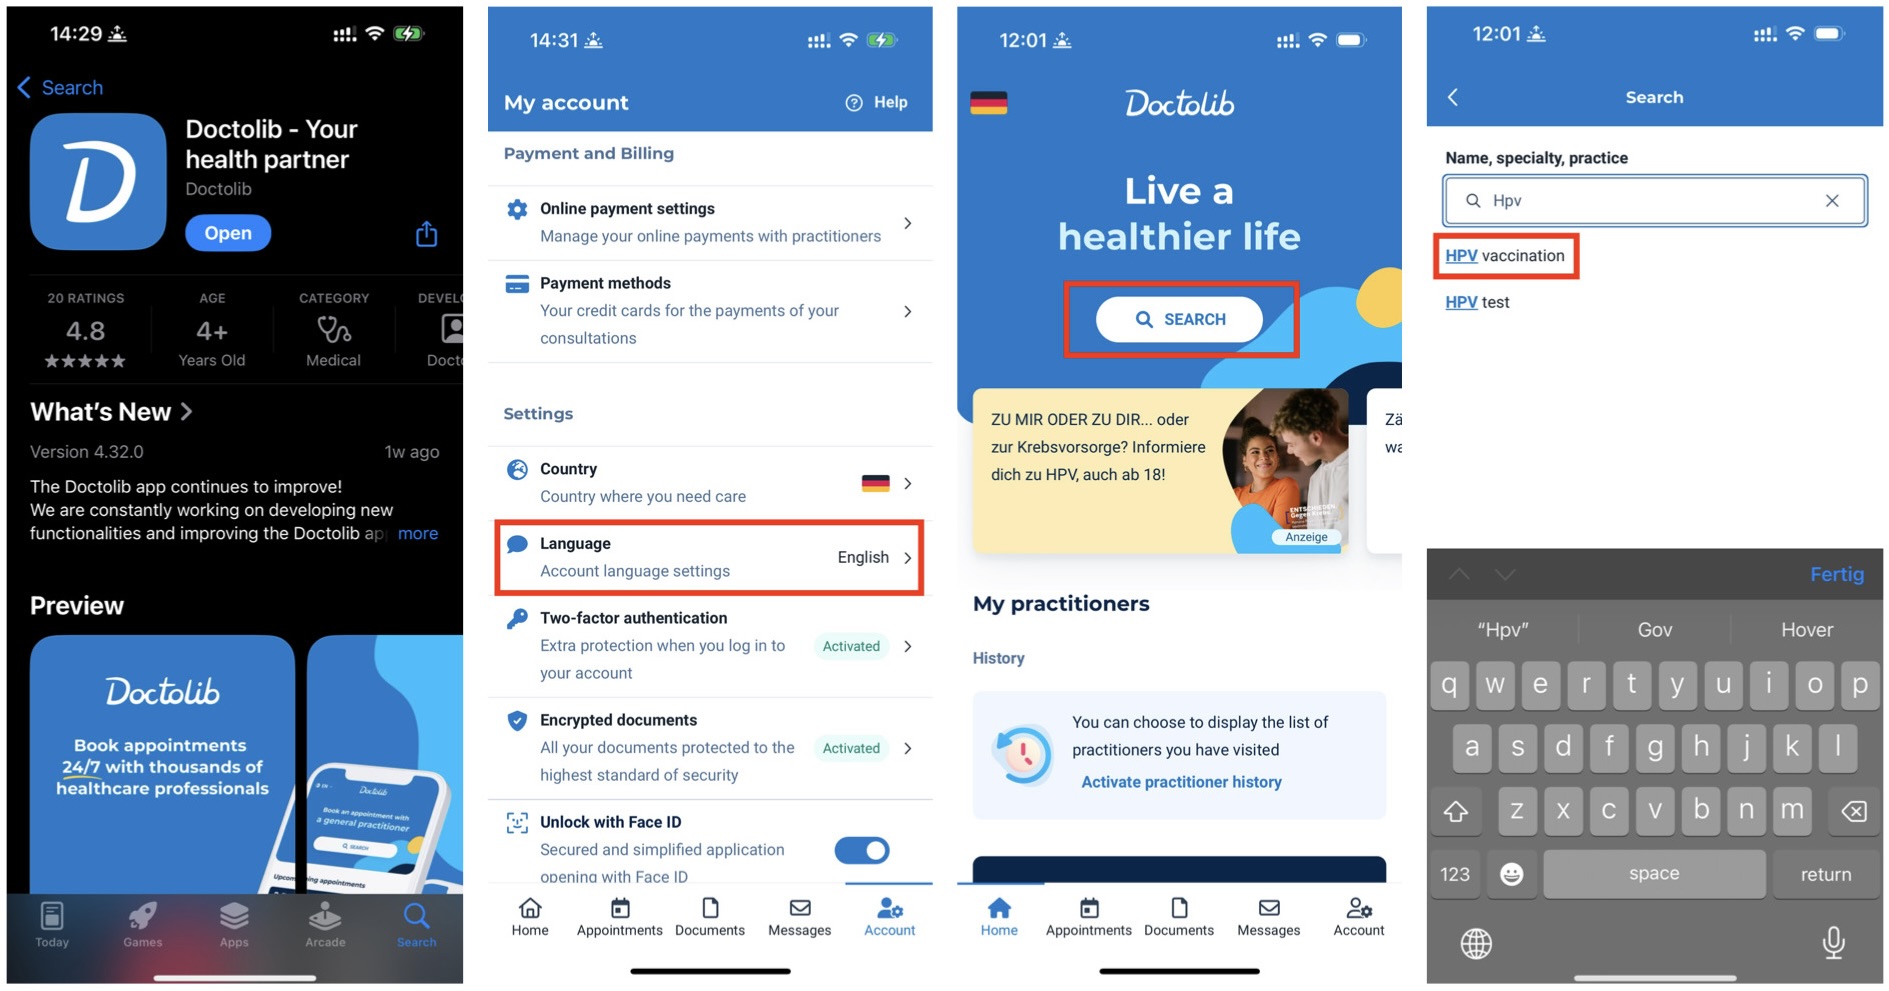 14:29
Search
Doctolib - Your
health partner
Doctolib
Open
20 RATINGS
4.8
AGE
4+
Years Old
CATEGORY
Medical
DEVEL
Docto
What's New
Version 4.32.0
1w ago
The Doctolib app continues to improve!
We are constantly working on developing new
functionalities and improving the Doctolib ap more
Preview
Doctolib
Book appointments
24/7 with thousands of
healthcare professionals
Doctolib
Book an appointment with
a general practitioner
SEARCH
Today
Games
Apps
Arcade
Search
14:31
My account
Help
Payment and Billing
Online payment settings
Manage your online payments with practitioners
Payment methods
Your credit cards for the payments of your
consultations
Settings
Country
Country where you need care
Language
Account language settings
English
Two-factor authentication
Extra protection when you log in to
your account
Activated
Encrypted documents
All your documents protected to the
highest standard of security
Activated
Unlock with Face ID
Secured and simplified application
opening with Face ID
Home
Appointments
Documents
Messages
Account
12:01
Doctolib
Live a
healthier life
SEARCH
ZU MIR ODER ZU DIR... oder
zur Krebsvorsorge? Informiere
dich zu HPV, auch ab 18!
ENTSCHIEDEN.
Gegen Krebs.
Anzeige
Zä
wa
My practitioners
History
You can choose to display the list of
practitioners you have visited
Activate practitioner history
Home
Appointments
Documents
Messages
Account
12:01
Search
Name, specialty, practice
Hpv
HPV vaccination
HPV test
Fertig
“Hpv”
Gov
Hover
q w e r t y u i o p
a s d f g h j k l
z x c v b n m
123
space
return